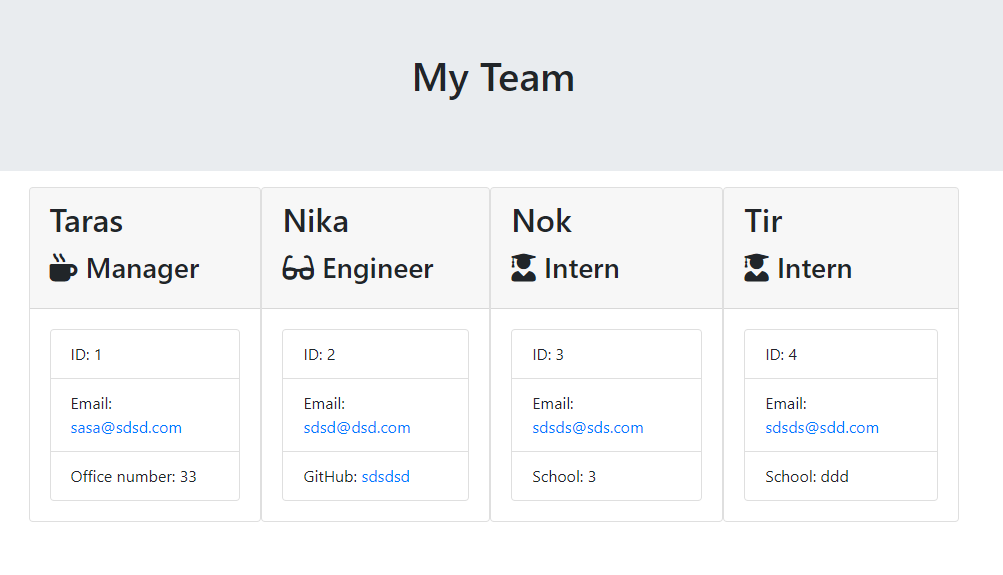 My Team
Taras
Manager
ID: 1
Email:
sasa@sdsd.com
Office number: 33
Nika
Engineer
ID: 2
Email:
sdsd@dsd.com
GitHub: sdsdsd
Nok
Intern
ID: 3
Email:
sdsds@sds.com
School: 3
Tir
Intern
ID: 4
Email:
sdsds@sdd.com
School: ddd